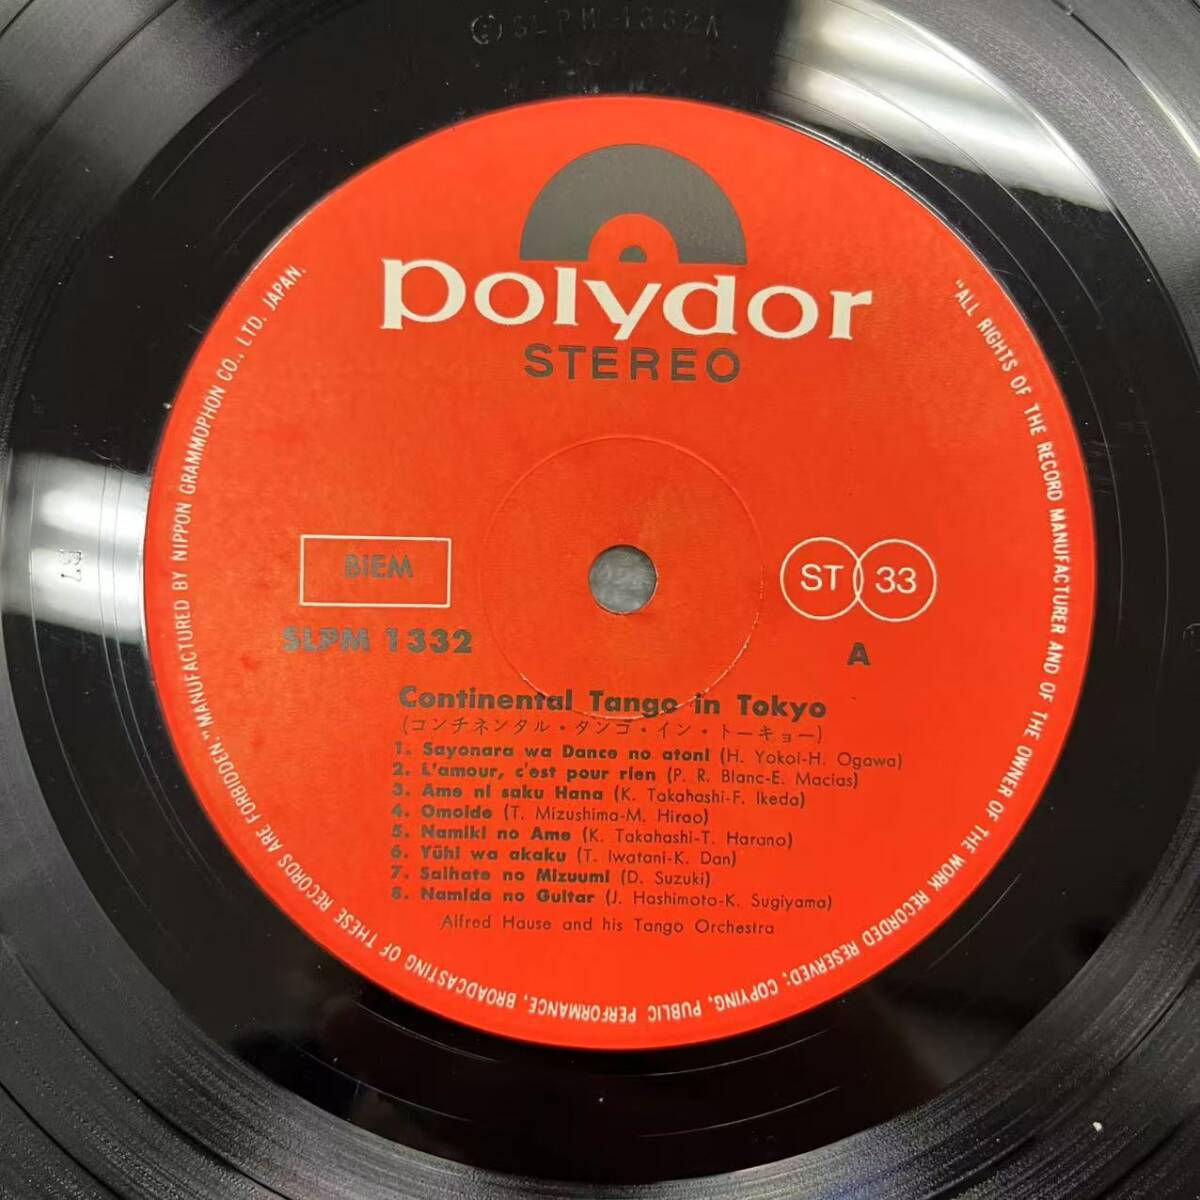 SLPM-1332A
polydor
STEREO
BIEM
ST 33
SLPM 1332
A
Continental Tango in Tokyo
(コンチネンタル・タンゴ・イン・トーキョー)
1. Sayonara wa Dance no atoni (H. Yokoi-H. Ogawa)
2. L'amour, c'est pour rien (P. R. Blanc-E. Macias)
3. Ame ni saku Hana (K. Takahashi-F. Ikeda)
4. Omoide (T. Mizushima-M. Hirao)
5. Namiki no Ame (K. Takahashi-T. Harano)
6. Yūhi wa akaku (T. Iwatani-K. Dan)
7. Saihate no Mizuumi (D. Suzuki)
8. Namida no Guitar (J. Hashimoto-K. Sugiyama)
Alfred Hause and his Tango Orchestra
"ALL RIGHTS OF THE RECORD MANUFACTURER AND OF THE OWNER OF THE WORK RECORDED RESERVED; COPYING, PUBLIC PERFORMANCE, BROADCASTING OF THESE RECORDS ARE FORBIDDEN." MANUFACTURED BY NIPPON GRAMMOPHON CO., LTD. JAPAN.